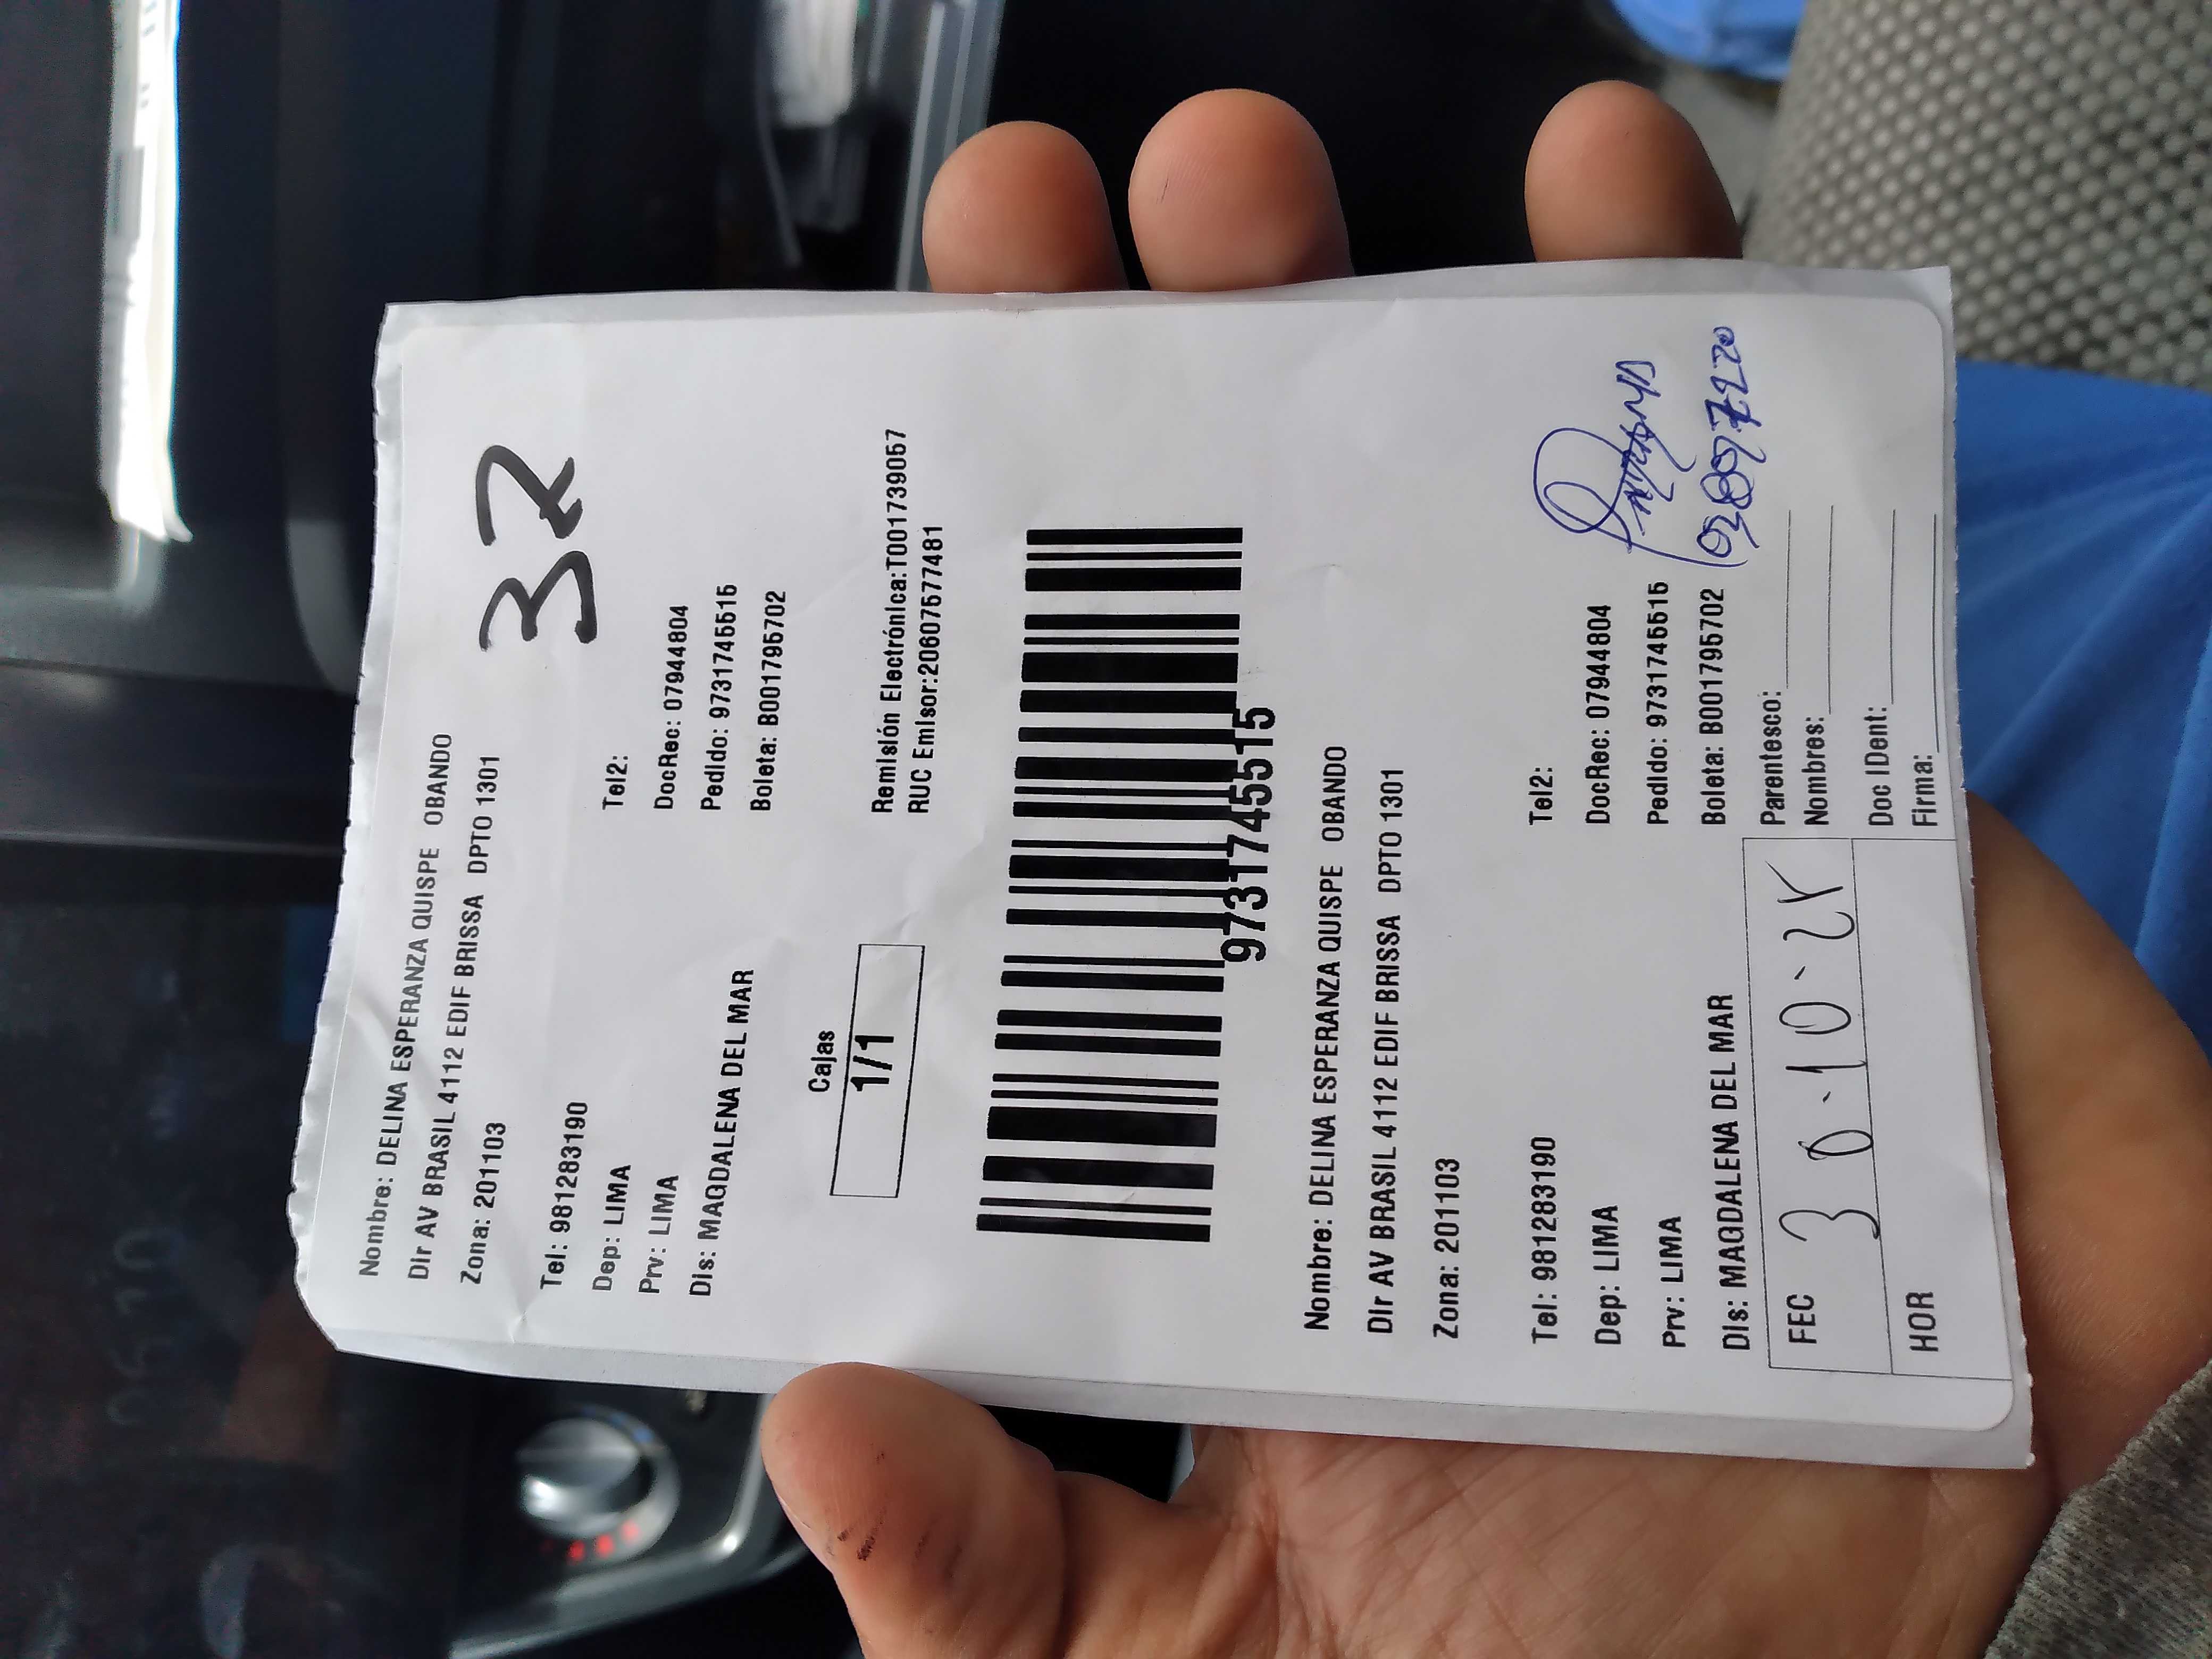 Nombre: DELINA ESPERANZA QUISPE OBANDO
DIr AV BRASIL 4112 EDIF BRISSA DPTO 1301
Zona: 201103
37
Tel: 981283190
Tel2:
Dep: LIMA
DocRec: 07944804
Prv: LIMA
Pedido: 9731745515
DIs: MAGDALENA DEL MAR
Boleta: B001795702
Cajas
1/1
Remisión Electrónica:T001739057
RUC Emisor:20607577481
9731745515
Nombre: DELINA ESPERANZA QUISPE OBANDO
DIr AV BRASIL 4112 EDIF BRISSA DPTO 1301
Zona: 201103
Tel: 981283190
Tel2:
Dep: LIMA
DocRec: 07944804
Prv: LIMA
Pedido: 9731745515
DIs: MAGDALENA DEL MAR
Boleta: B001795702
FEC
Parentesco:
Nombres:
HOR
Doc IDent:
Firma: